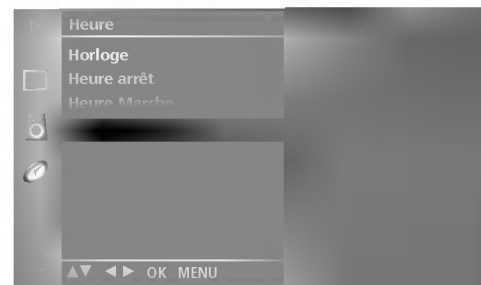 Heure
Horloge
Heure arrêt
Heure Marche
▲▼ ◄► OK MENU